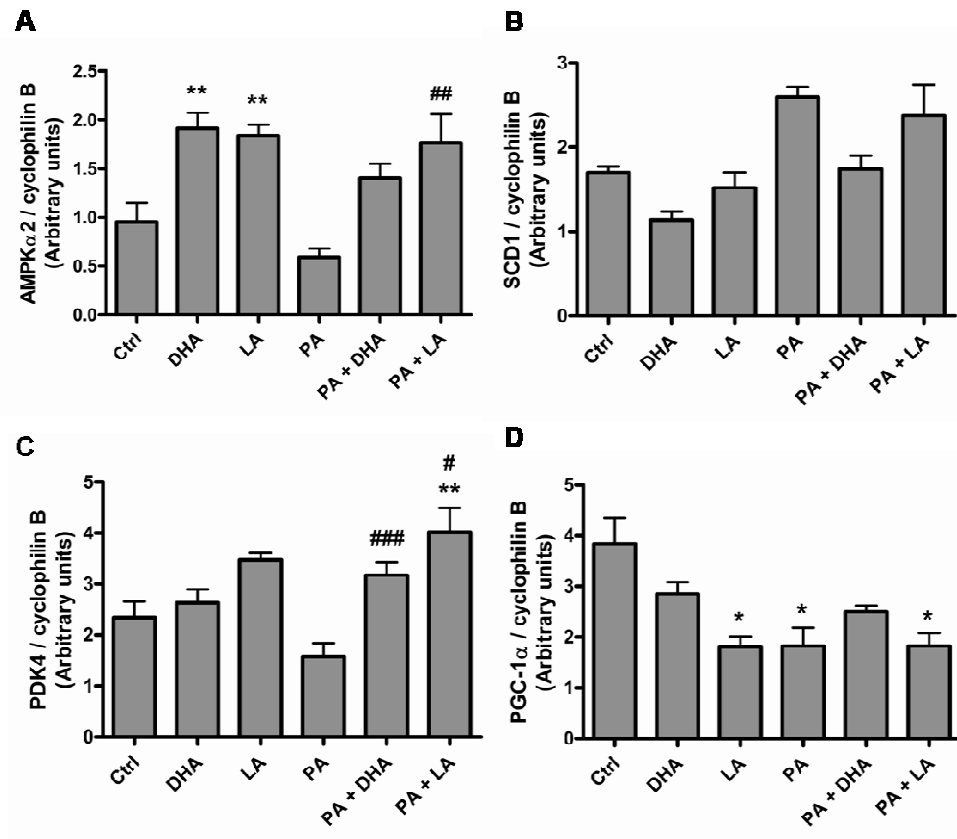 A
AMPKα2 / cyclophilin B
(Arbitrary units)
2.5
2.0
1.5
1.0
0.5
0.0
**
**
##
Ctrl
DHA
LA
PA
PA + DHA
PA + LA
B
SCD1 / cyclophilin B
(Arbitrary units)
3
2
1
0
Ctrl
DHA
LA
PA
PA + DHA
PA + LA
C
PDK4 / cyclophilin B
(Arbitrary units)
5
4
3
2
1
0
###
#
**
Ctrl
DHA
LA
PA
PA + DHA
PA + LA
D
PGC-1α / cyclophilin B
(Arbitrary units)
5
4
3
2
1
0
*
*
*
Ctrl
DHA
LA
PA
PA + DHA
PA + LA